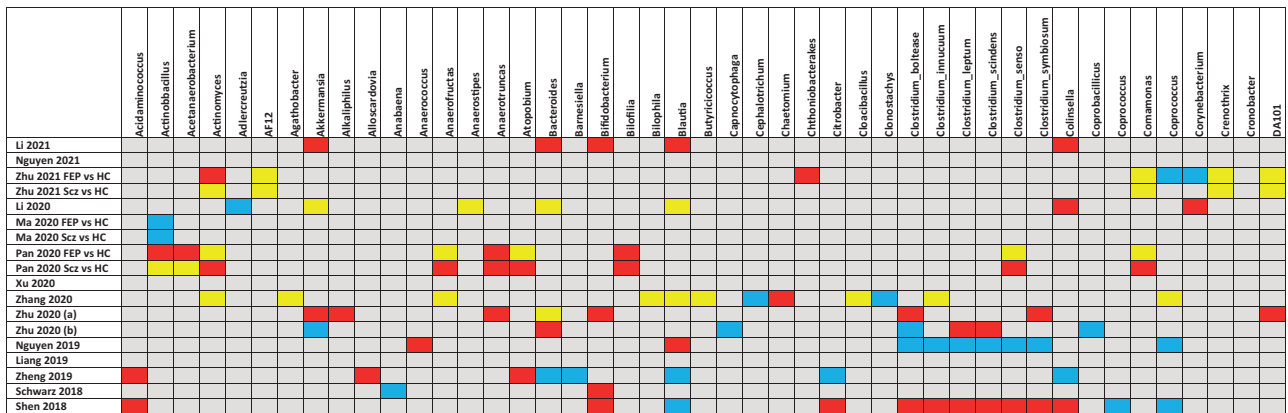 Acidaminococcus
Actinobbacillus
Acetanaerobacterium
Actinomyces
Adlercreutzia
AF12
Agathobacter
Akkermansia
Alkaliphilus
Alloscardovia
Anabaena
Anaerococcus
Anaerofructas
Anaerostipes
Anaerotruncas
Atopobium
Bacteroides
Barnesiella
Bifidobacterium
Bilofilia
Bilophila
Blautia
Butyricicoccus
Capnocytophaga
Cephalotrichum
Chaetomium
Chthoniobacterakes
Citrobacter
Cloacibacillus
Clonostachys
Clostridium_boltease
Clostridium_innucuum
Clostridium_leptum
Clostridium_scindens
Clostridium_senso
Clostridium_symbiosum
Colinsella
Coprobacillicus
Coprococcus
Comamonas
Coprococcus
Corynebacterium
Crenothrix
Cronobacter
DA101
Li 2021
Nguyen 2021
Zhu 2021 FEP vs HC
Zhu 2021 Scz vs HC
Li 2020
Ma 2020 FEP vs HC
Ma 2020 Scz vs HC
Pan 2020 FEP vs HC
Pan 2020 Scz vs HC
Xu 2020
Zhang 2020
Zhu 2020 (a)
Zhu 2020 (b)
Nguyen 2019
Liang 2019
Zheng 2019
Schwarz 2018
Shen 2018